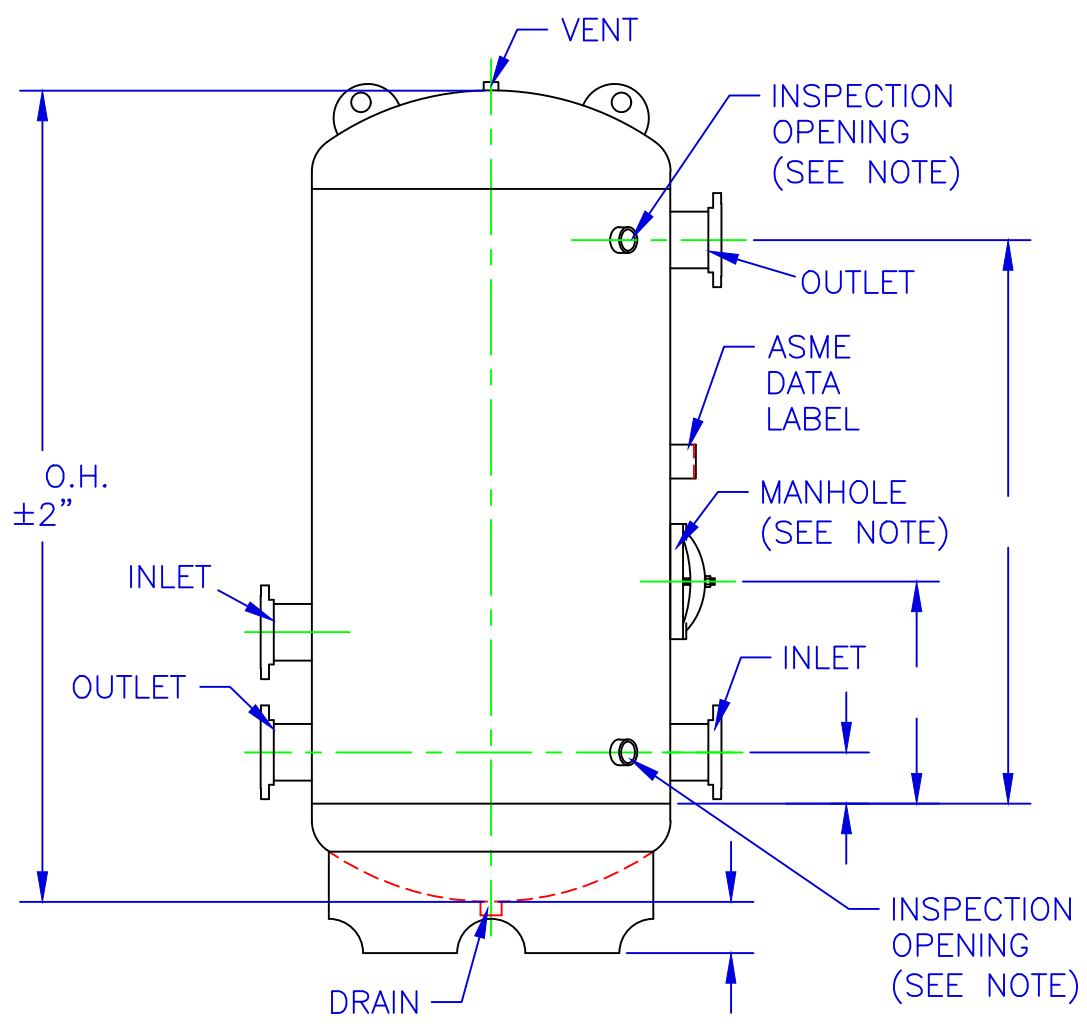 VENT
INSPECTION
OPENING
(SEE NOTE)
OUTLET
ASME
DATA
LABEL
O.H.
±2”
MANHOLE
(SEE NOTE)
INLET
INLET
OUTLET
INSPECTION
OPENING
(SEE NOTE)
DRAIN